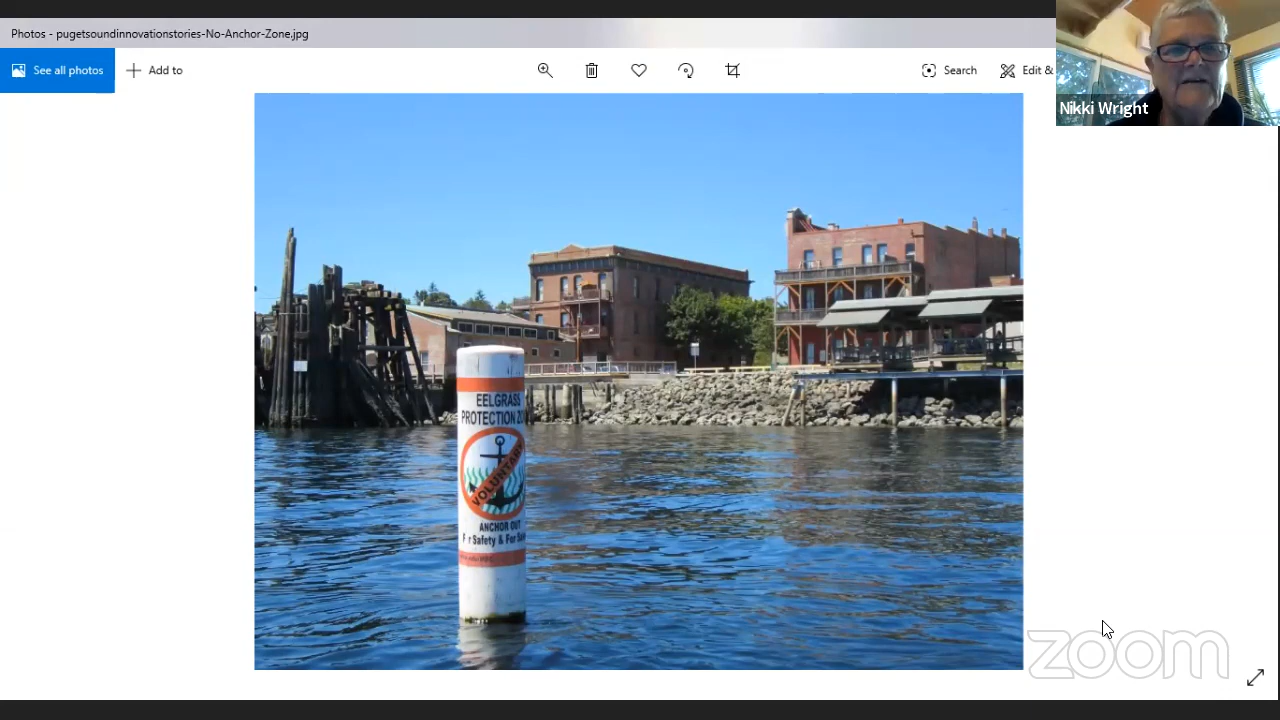 Photos - pugetsoundinnovationstories-No-Anchor-Zone.jpg
See all photos
Add to
Search
Edit &
Nikki Wright
EELGRASS
PROTECTION
VOLUNTARY
ANCHOR OUT
Safety & For
zoom